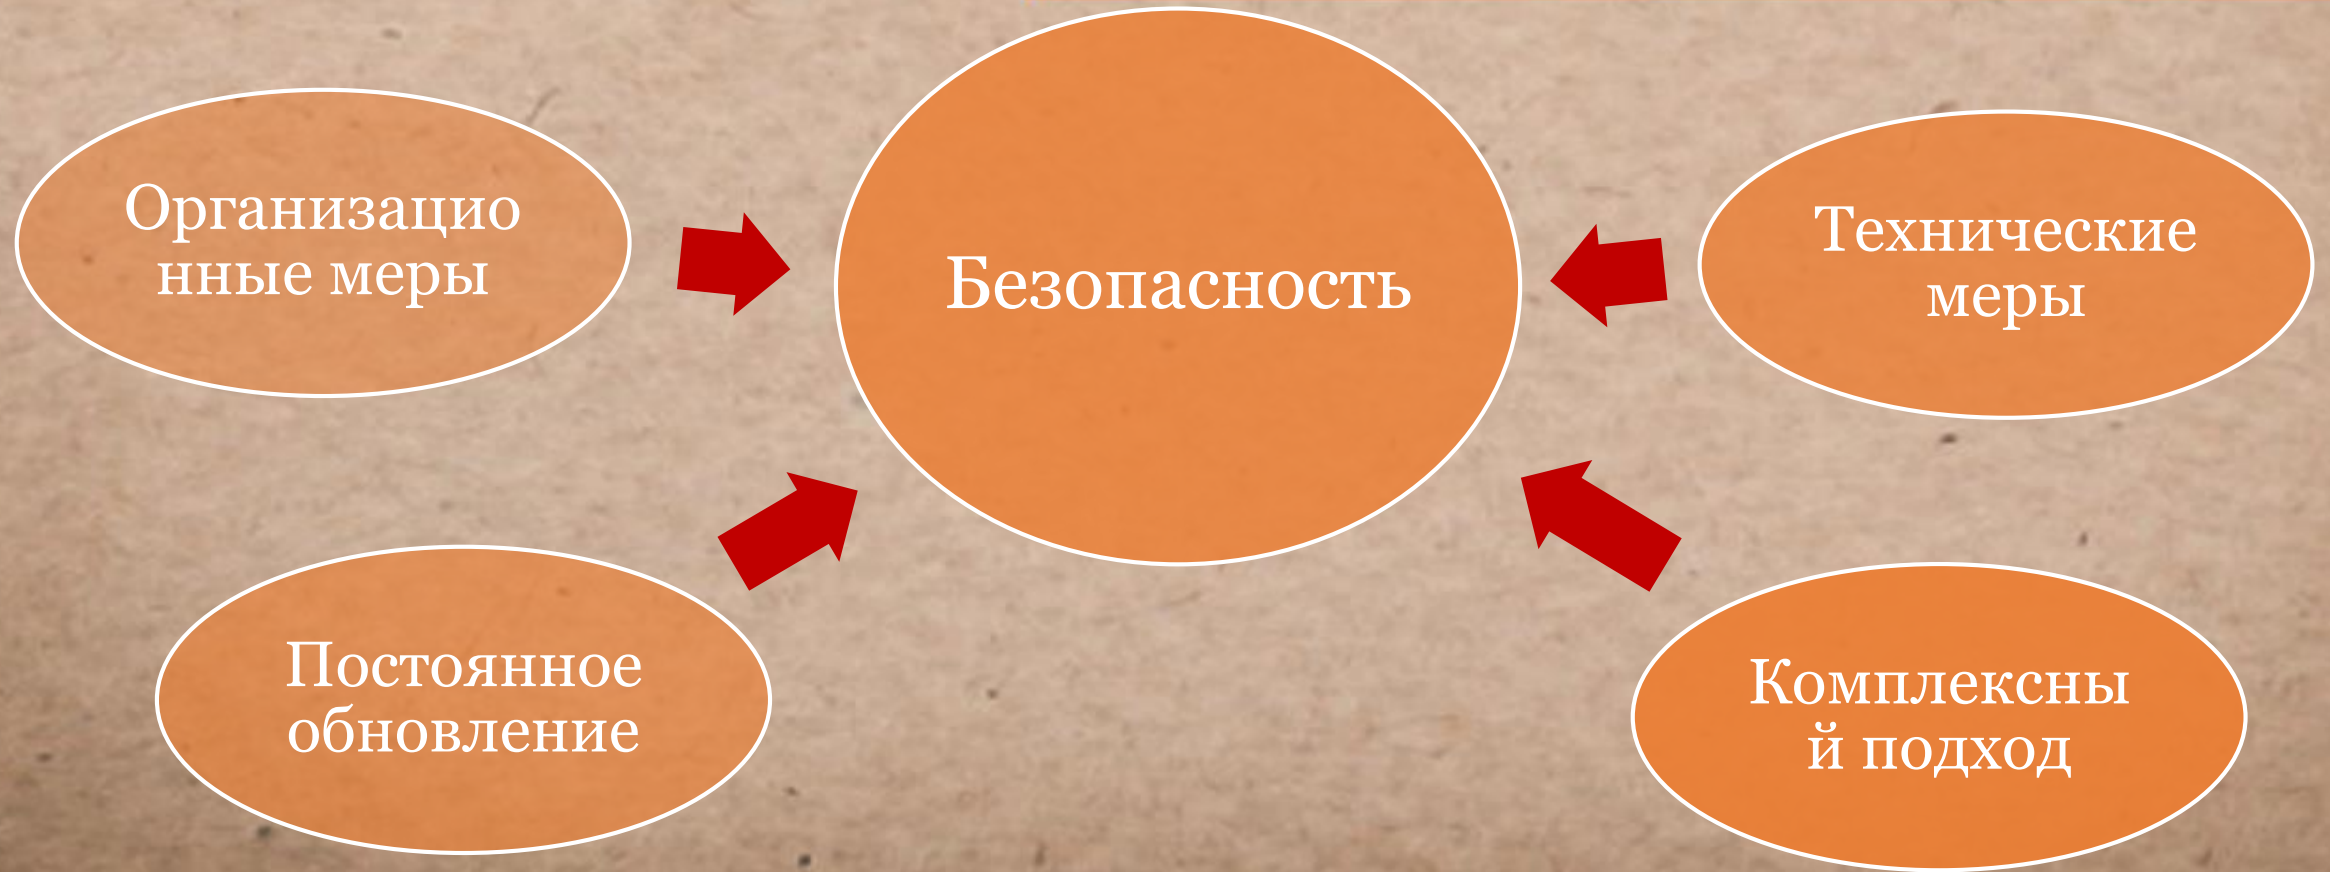 Организацио
нные меры
Безопасность
Технические
меры
Постоянное
обновление
Комплексны
й подход